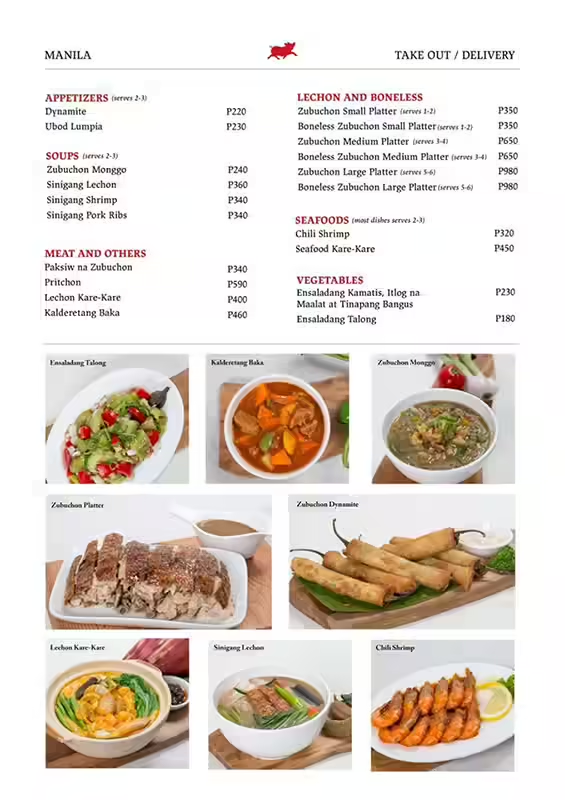 MANILA
TAKE OUT / DELIVERY
APPETIZERS (serves 2-3)
Dynamite P220
Ubod Lumpia P230
SOUPS (serves 2-3)
Zubuchon Monggo P240
Sinigang Lechon P360
Sinigang Shrimp P340
Sinigang Pork Ribs P340
MEAT AND OTHERS
Paksiw na Zubuchon P340
Pritchon P590
Lechon Kare-Kare P400
Kalderetang Baka P460
LECHON AND BONELESS
Zubuchon Small Platter (serves 1-2) P350
Boneless Zubuchon Small Platter (serves 1-2) P350
Zubuchon Medium Platter (serves 3-4) P650
Boneless Zubuchon Medium Platter (serves 3-4) P650
Zubuchon Large Platter (serves 5-6) P980
Boneless Zubuchon Large Platter (serves 5-6) P980
SEAFOODS (most dishes serves 2-3)
Chili Shrimp P320
Seafood Kare-Kare P450
VEGETABLES
Ensaladang Kamatis, Itlog na P230
Maalat at Tinapang Bangus
Ensaladang Talong P180
Ensaladang Talong
Kalderetang Baka
Zubuchon Monggo
Zubuchon Platter
Zubuchon Dynamite
Lechon Kare-Kare
Sinigang Lechon
Chili Shrimp